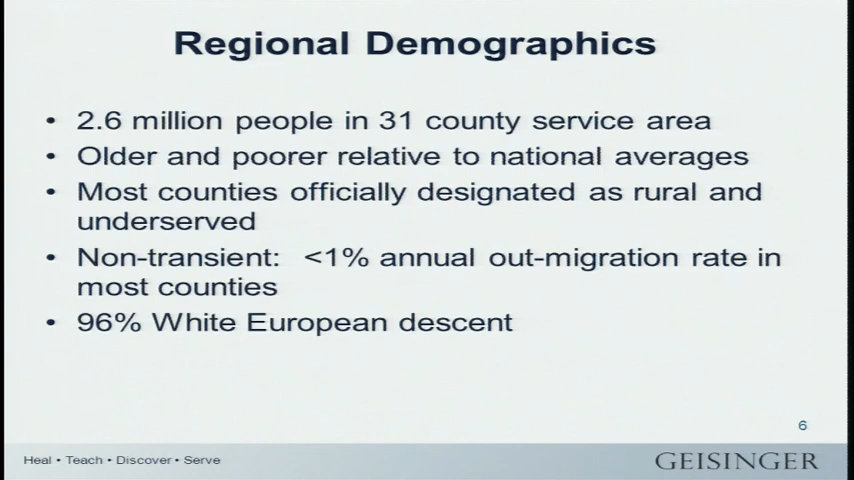 Regional Demographics
• 2.6 million people in 31 county service area
• Older and poorer relative to national averages
• Most counties officially designated as rural and
underserved
• Non-transient: <1% annual out-migration rate in
most counties
• 96% White European descent
6
Heal • Teach • Discover • Serve
GEISINGER